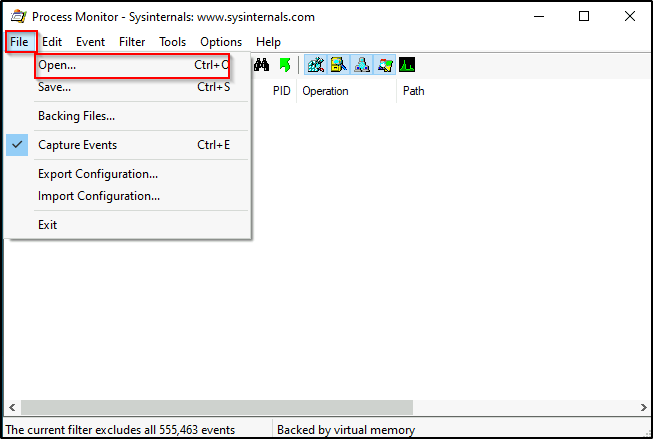 Process Monitor - Sysinternals: www.sysinternals.com
File Edit Event Filter Tools Options Help
Open... Ctrl+O
Save... Ctrl+S
PID Operation Path
Backing Files...
Capture Events Ctrl+E
Export Configuration...
Import Configuration...
Exit
The current filter excludes all 555,463 events Backed by virtual memory